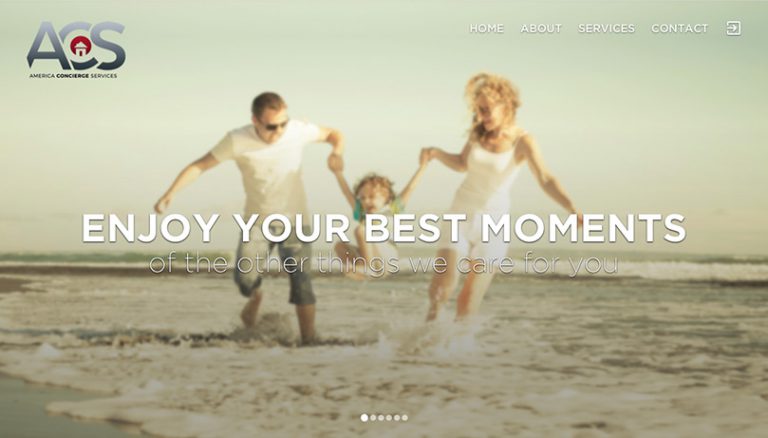 ACS
AMERICA CONCIERGE SERVICES
HOME ABOUT SERVICES CONTACT
ENJOY YOUR BEST MOMENTS
of the other things we care for you